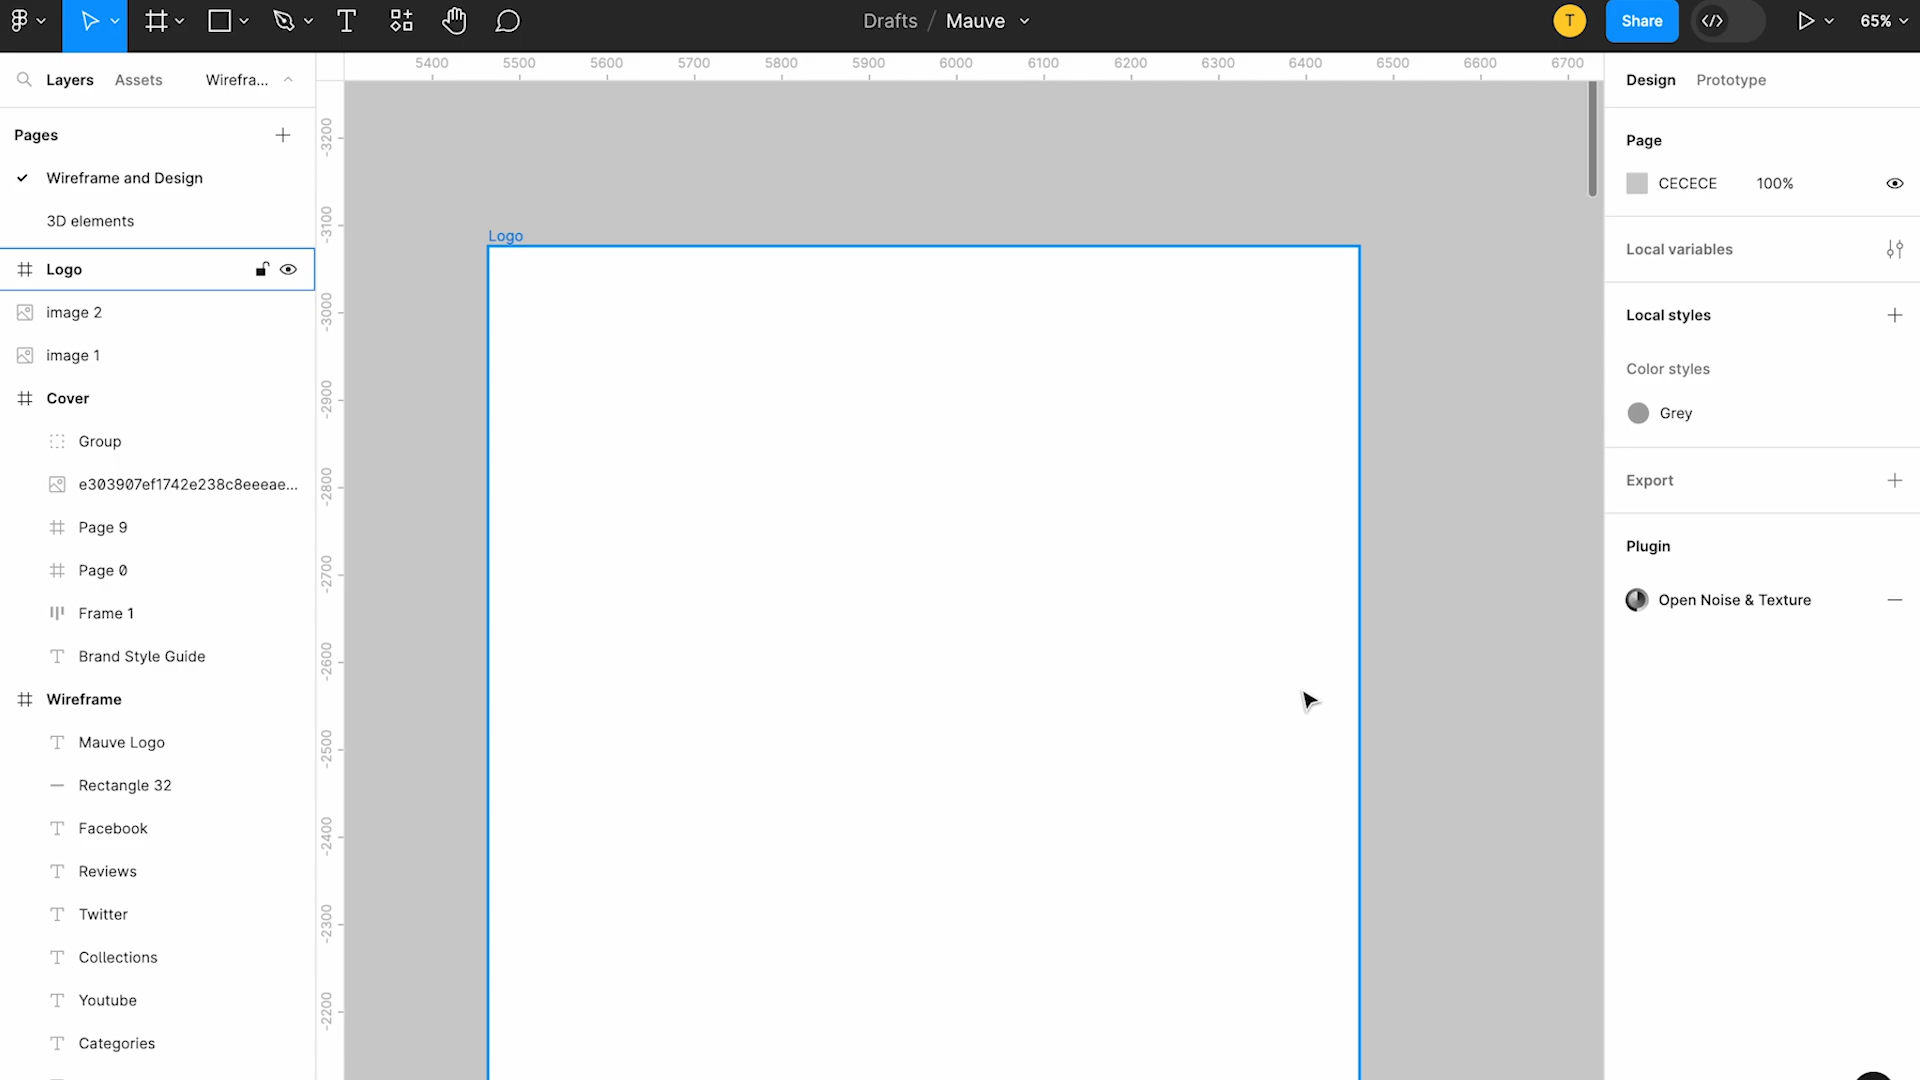 Drafts / Mauve
T
Share
65%
Layers
Assets
Wirefra...
Pages
Wireframe and Design
3D elements
Logo
image 2
image 1
Cover
Group
e303907ef1742e238c8eeeae...
Page 9
Page 0
Frame 1
Brand Style Guide
Wireframe
Mauve Logo
Rectangle 32
Facebook
Reviews
Twitter
Collections
Youtube
Categories
5400 5500 5600 5700 5800 5900 6000 6100 6200 6300 6400 6500 6600 6700
-3200
-3100
-3000
-2900
-2800
-2700
-2600
-2500
-2400
-2300
-2200
Logo
Design
Prototype
Page
CECECE 100%
Local variables
Local styles
Color styles
Grey
Export
Plugin
Open Noise & Texture